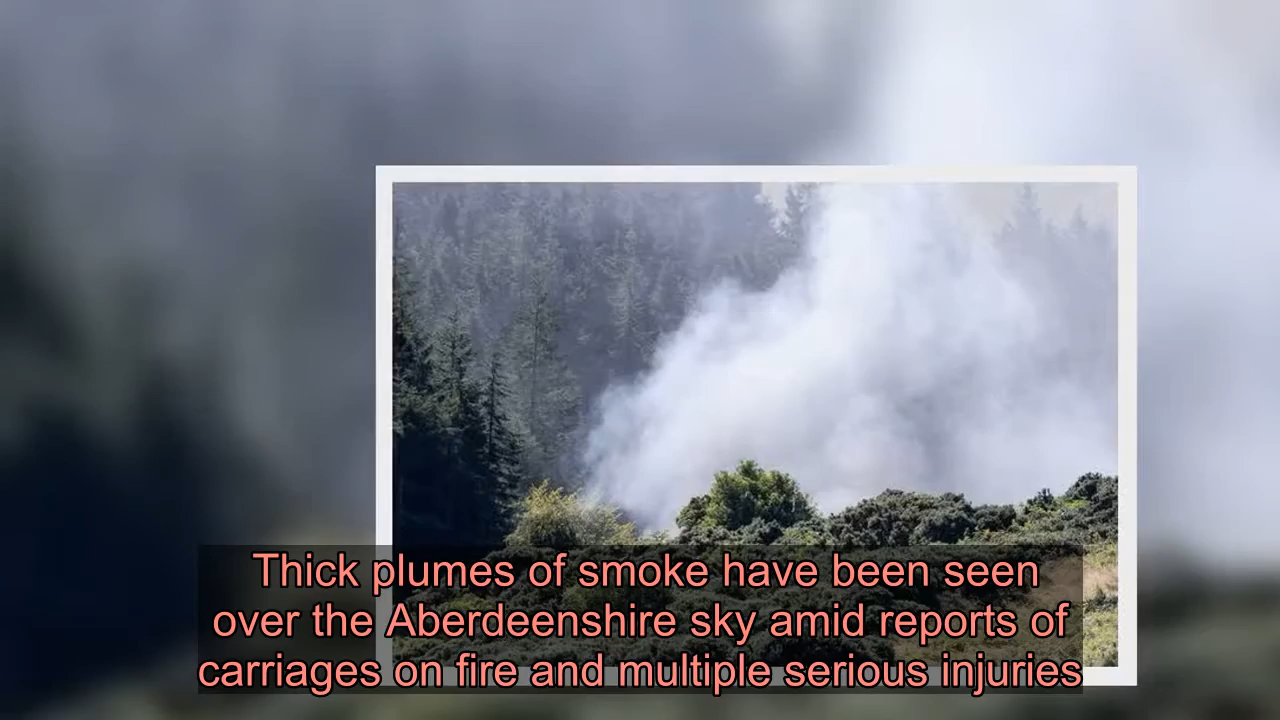 Thick plumes of smoke have been seen
over the Aberdeenshire sky amid reports of
carriages on fire and multiple serious injuries